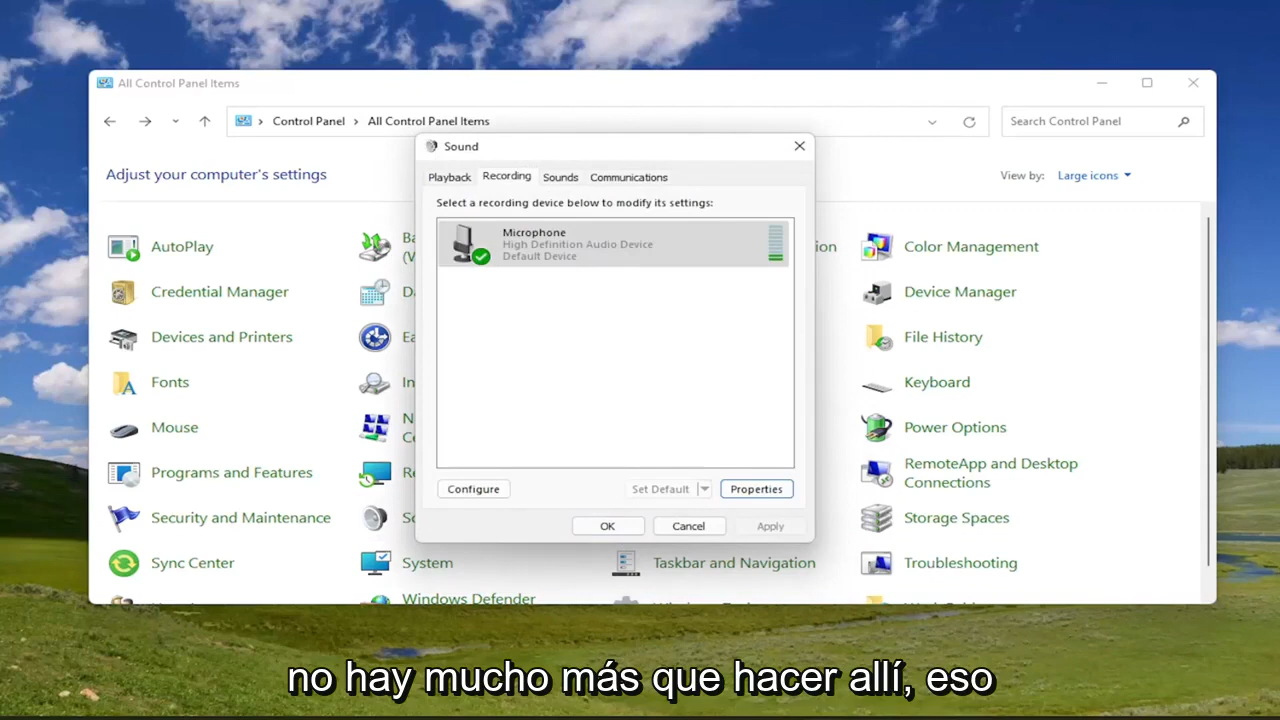 All Control Panel Items
Control Panel > All Control Panel Items
Search Control Panel
Adjust your computer's settings
View by: Large icons
Sound
Playback Recording Sounds Communications
Select a recording device below to modify its settings:
Microphone
High Definition Audio Device
Default Device
Configure
Set Default
Properties
OK
Cancel
Apply
AutoPlay
Color Management
Credential Manager
Device Manager
Devices and Printers
File History
Fonts
Keyboard
Mouse
Power Options
Programs and Features
RemoteApp and Desktop
Connections
Security and Maintenance
Storage Spaces
Sync Center
System
Taskbar and Navigation
Troubleshooting
Windows Defender
no hay mucho más que hacer allí, eso